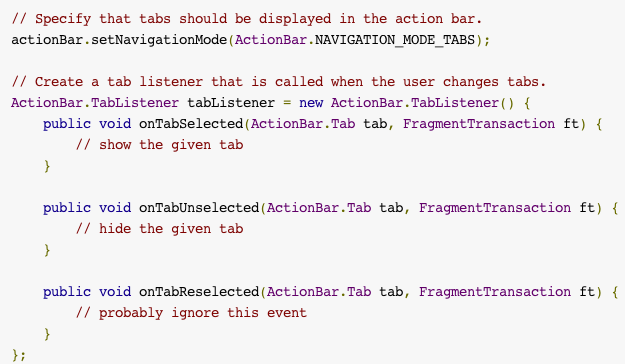 // Specify that tabs should be displayed in the action bar.
actionBar.setNavigationMode(ActionBar.NAVIGATION_MODE_TABS);

// Create a tab listener that is called when the user changes tabs.
ActionBar.TabListener tabListener = new ActionBar.TabListener() {
    public void onTabSelected(ActionBar.Tab tab, FragmentTransaction ft) {
        // show the given tab
    }

    public void onTabUnselected(ActionBar.Tab tab, FragmentTransaction ft) {
        // hide the given tab
    }

    public void onTabReselected(ActionBar.Tab tab, FragmentTransaction ft) {
        // probably ignore this event
    }
};